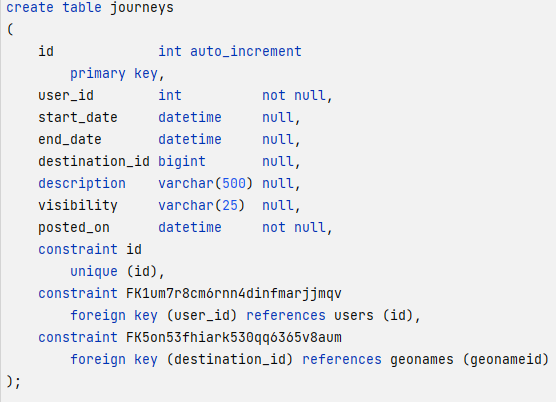 create table journeys
(
    id             int auto_increment
        primary key,
    user_id        int          not null,
    start_date     datetime     null,
    end_date       datetime     null,
    destination_id bigint       null,
    description    varchar(500) null,
    visibility     varchar(25)  null,
    posted_on      datetime     not null,
    constraint id
        unique (id),
    constraint FK1um7r8cm6rnn4dinfmarjjmqv
        foreign key (user_id) references users (id),
    constraint FK5on53fhiark530qq6365v8aum
        foreign key (destination_id) references geonames (geonameid)
);